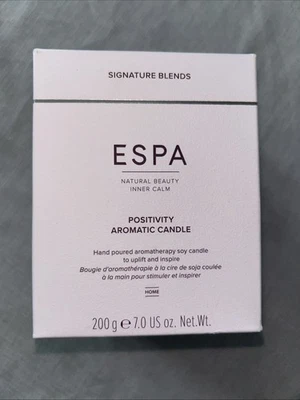 SIGNATURE BLENDS
ESPA
NATURAL BEAUTY
INNER CALM
POSITIVITY
AROMATIC CANDLE
Hand poured aromatherapy soy candle
to uplift and inspire
Bougie d'aromathérapie à la cire de soja coulée
à la main pour stimuler et inspirer
HOME
200 g ℮ 7.0 US oz. Net.Wt.